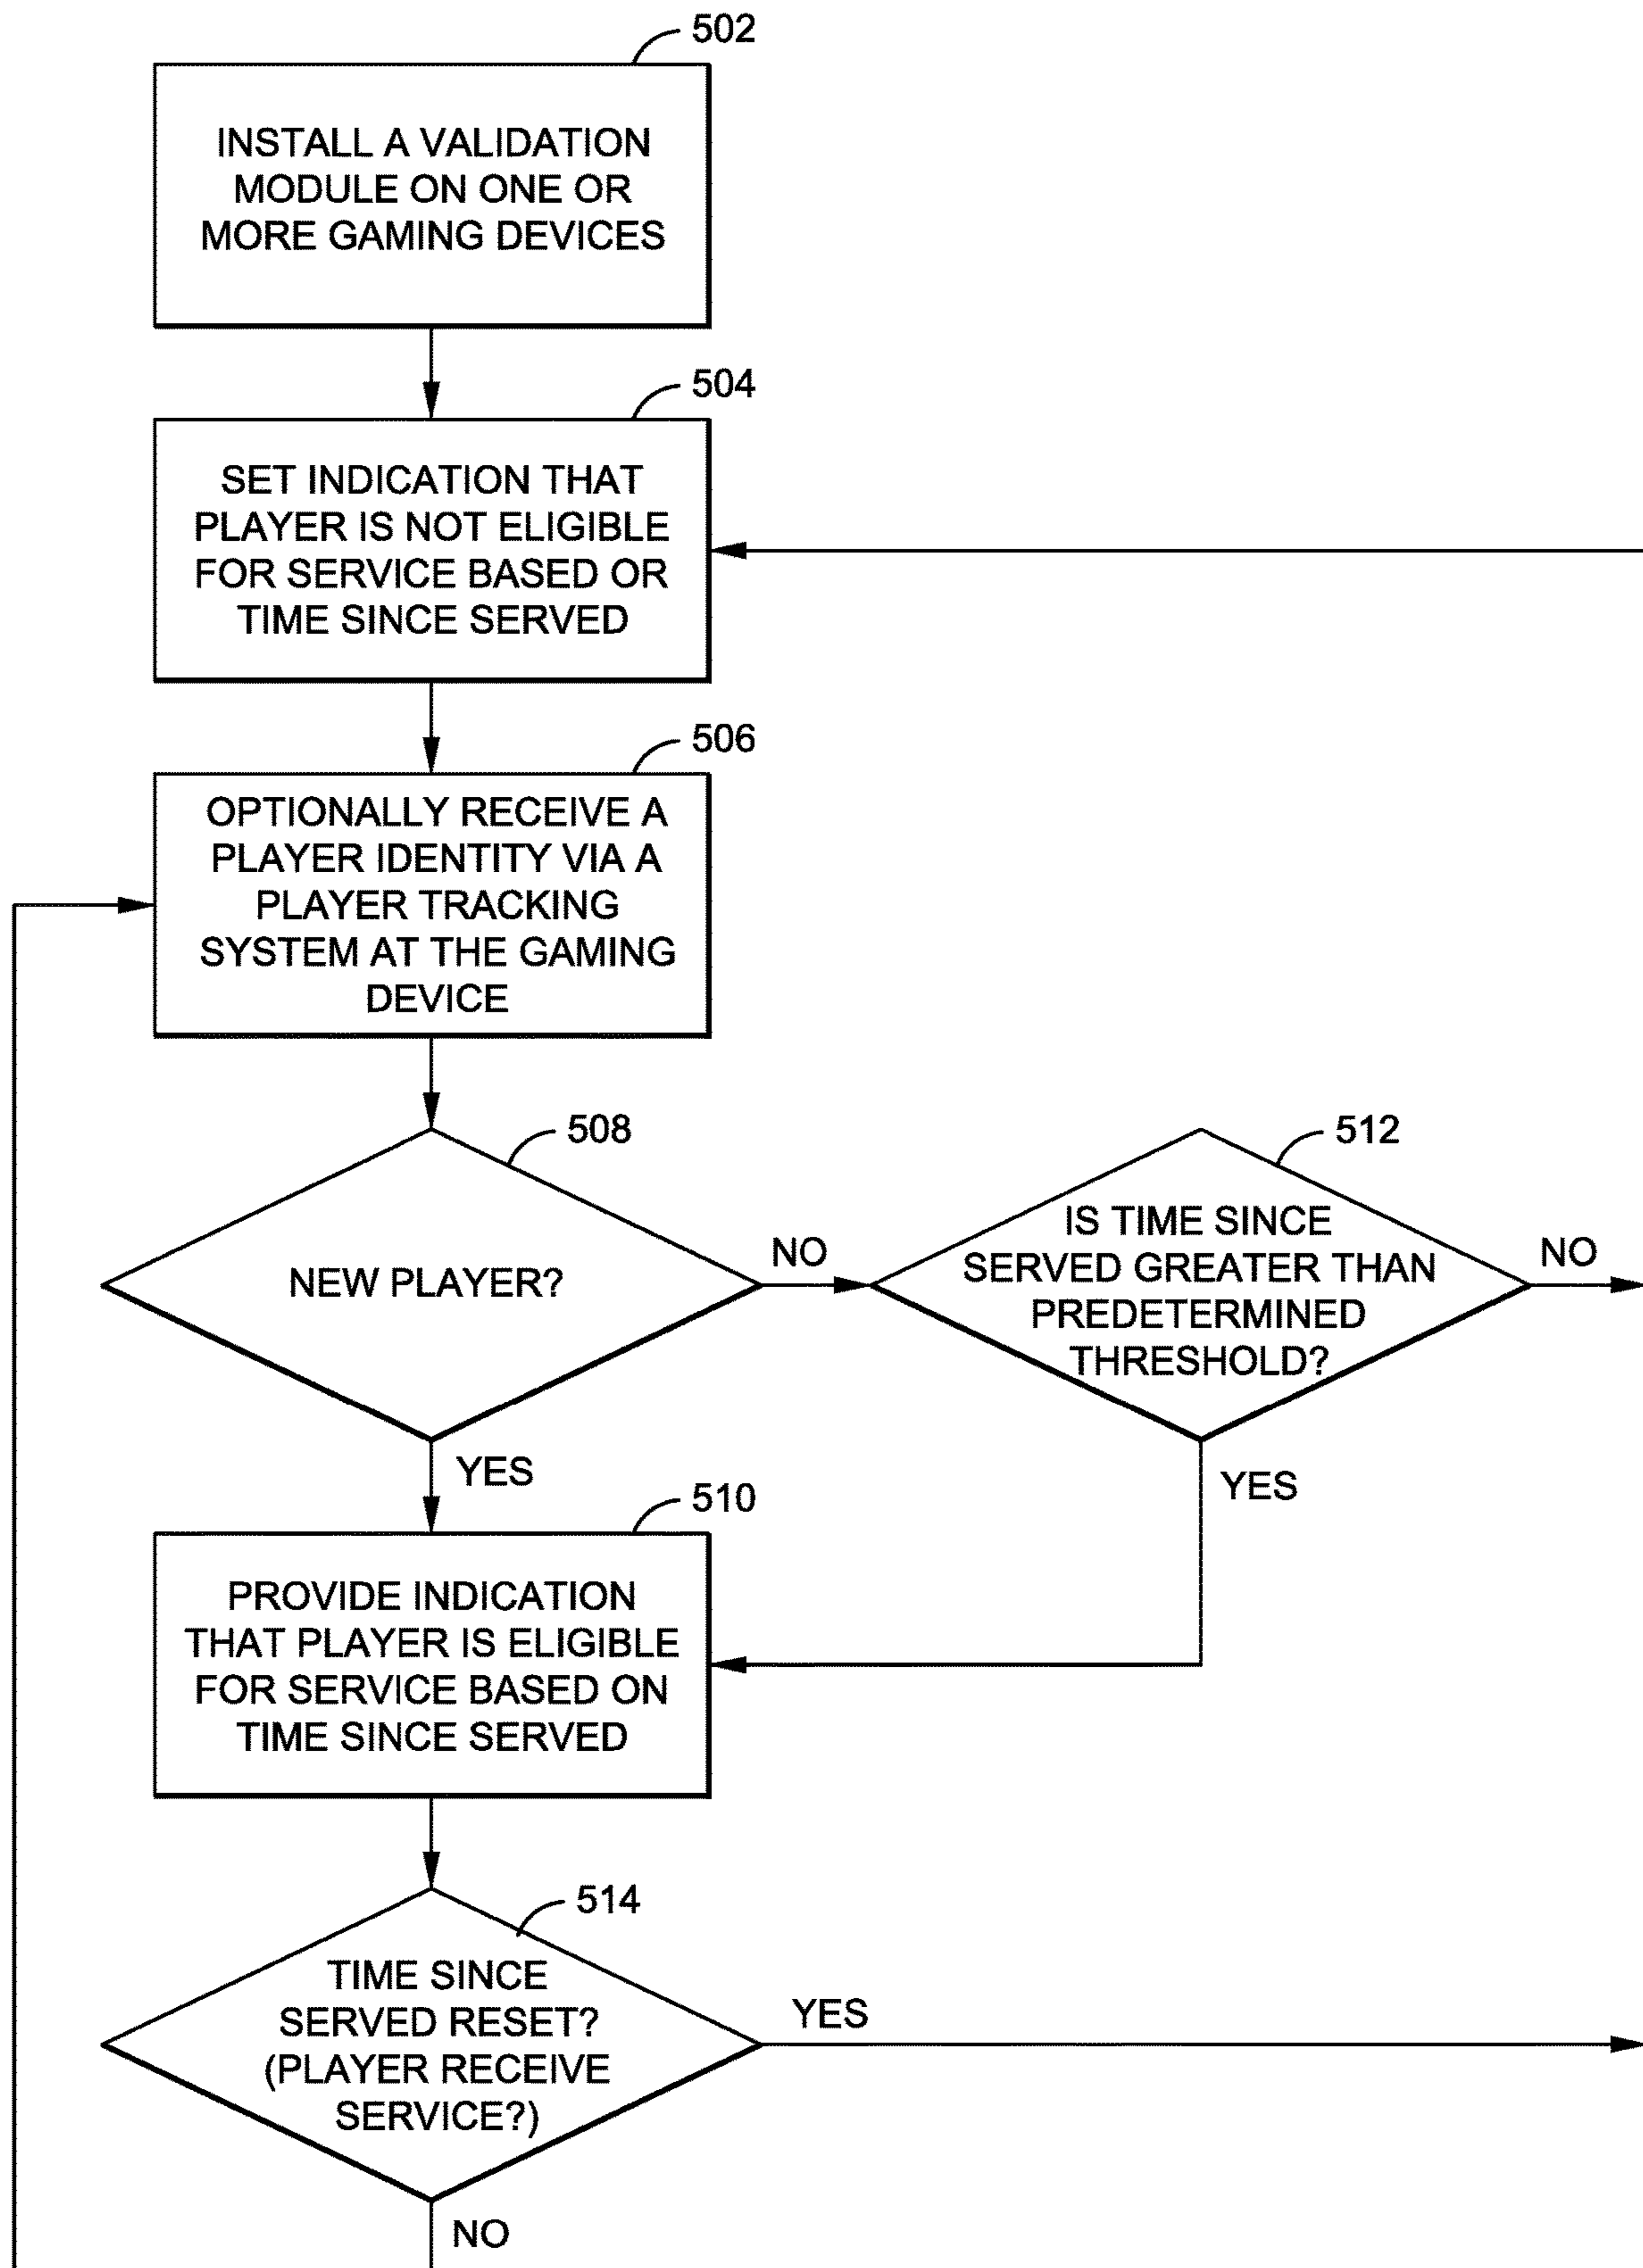 502
INSTALL A VALIDATION
MODULE ON ONE OR
MORE GAMING DEVICES
504
SET INDICATION THAT
PLAYER IS NOT ELIGIBLE
FOR SERVICE BASED OR
TIME SINCE SERVED
506
OPTIONALLY RECEIVE A
PLAYER IDENTITY VIA A
PLAYER TRACKING
SYSTEM AT THE GAMING
DEVICE
508
NEW PLAYER?
NO
512
IS TIME SINCE
SERVED GREATER THAN
PREDETERMINED
THRESHOLD?
NO
YES
YES
510
PROVIDE INDICATION
THAT PLAYER IS ELIGIBLE
FOR SERVICE BASED ON
TIME SINCE SERVED
514
TIME SINCE
SERVED RESET?
(PLAYER RECEIVE
SERVICE?)
YES
NO